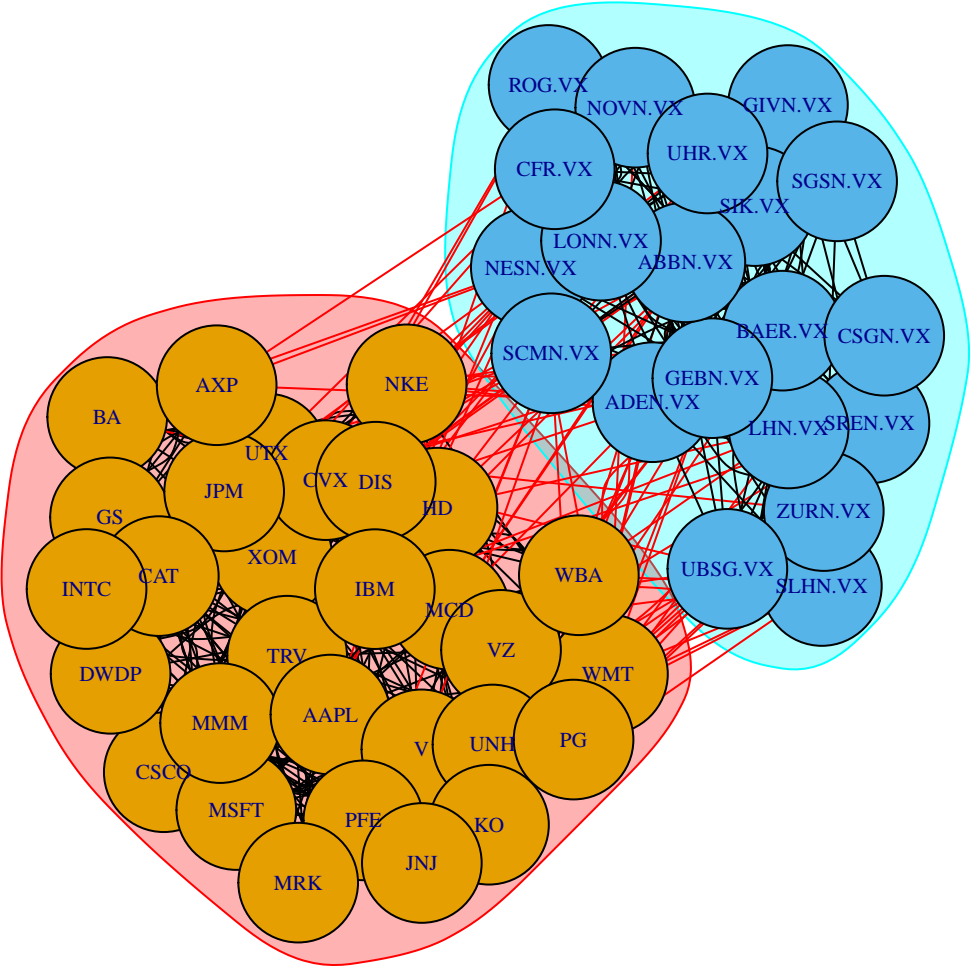 ROG.VX
NOVN.VX
GIVN.VX
UHR.VX
CFR.VX
SGSN.VX
SIK.VX
LONN.VX
NESN.VX
ABBN.VX
BAER.VX
CSGN.VX
SCMN.VX
GEBN.VX
ADEN.VX
LHN.VX
SREN.VX
ZURN.VX
UBSG.VX
SLHN.VX
AXP
NKE
BA
UTX
CVX
DIS
JPM
HD
GS
XOM
CAT
INTC
IBM
WBA
MCD
VZ
TRV
DWDP
WMT
AAPL
MMM
V
UNH
PG
CSCO
MSFT
PFE
KO
JNJ
MRK